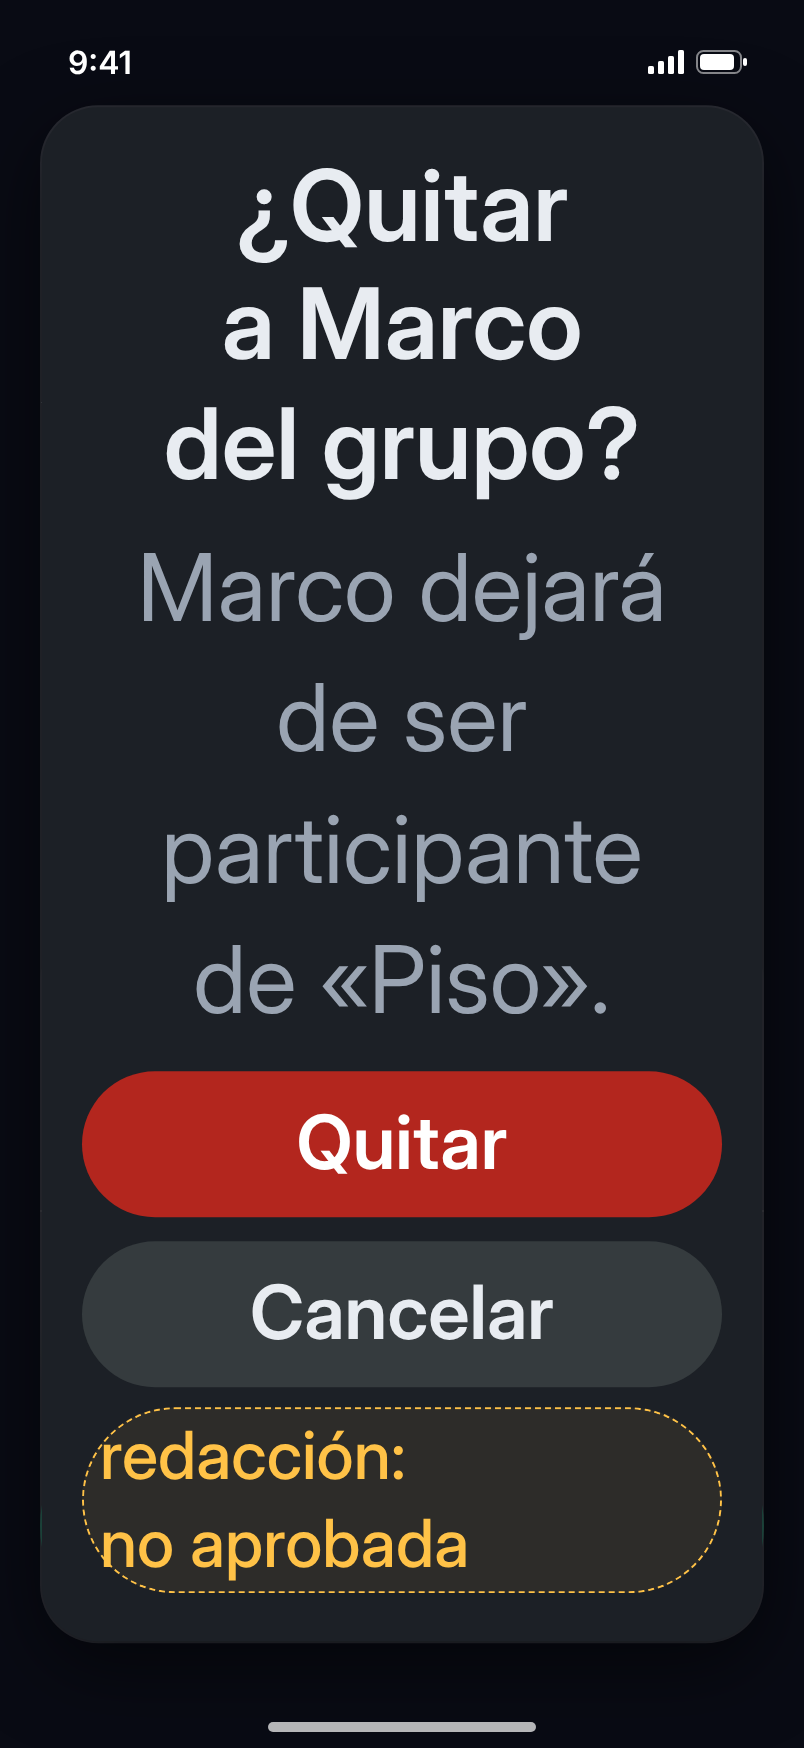 9:41
¿Quitar
a Marco
del grupo?
Marco dejará
de ser
participante
de «Piso».
Quitar
Cancelar
redacción:
no aprobada